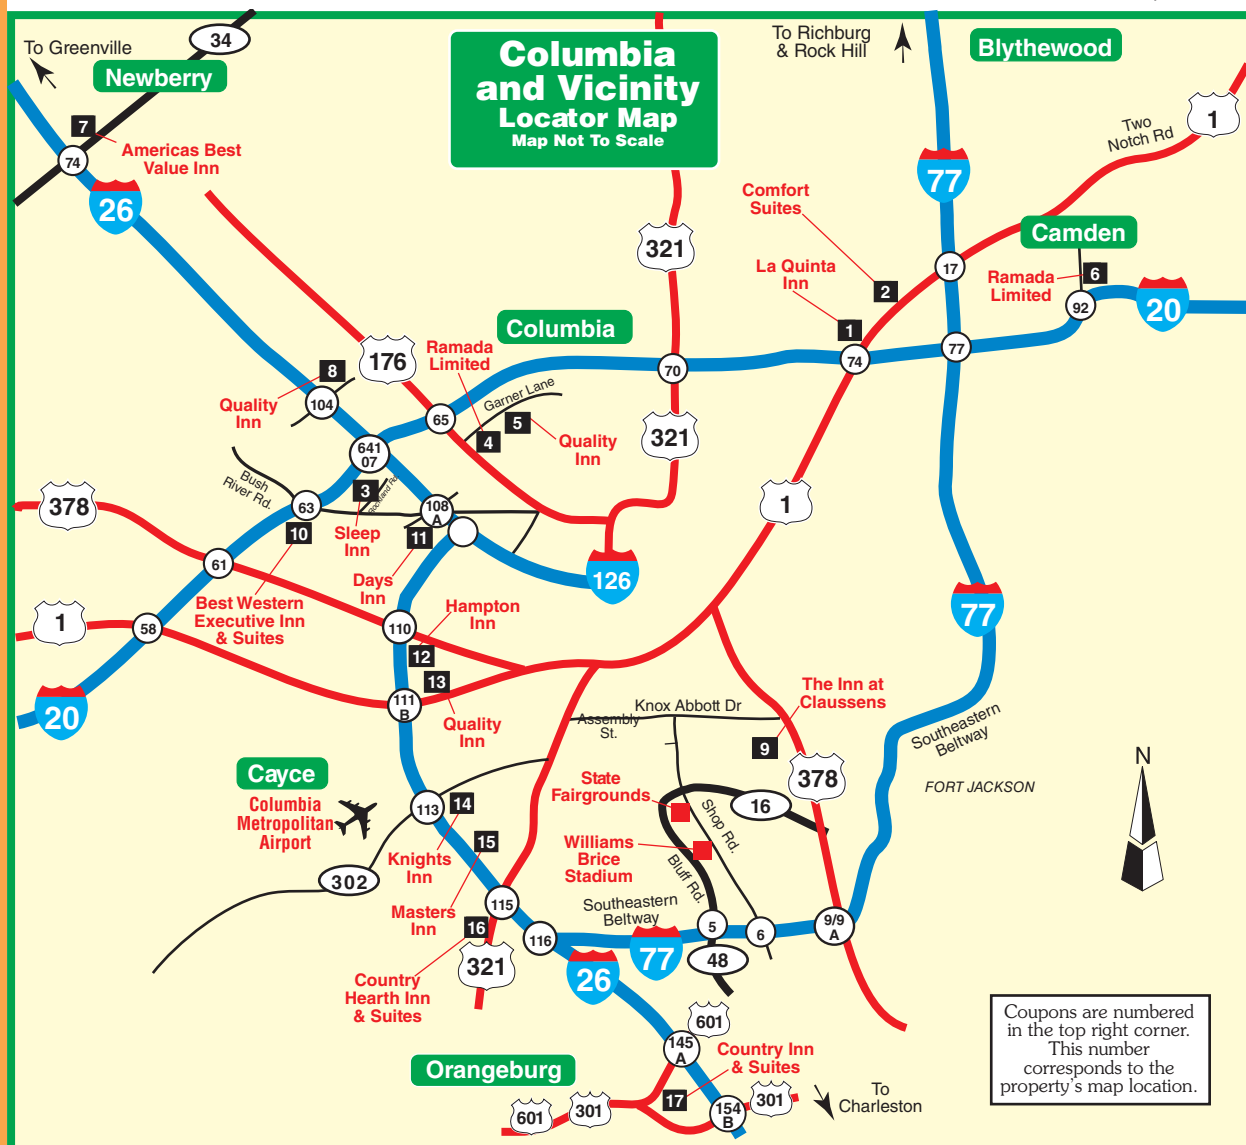 Columbia
and Vicinity
Locator Map
Map Not To Scale
To Greenville
34
Newberry
7
Americas Best
Value Inn
74
26
To Richburg
& Rock Hill
Blythewood
77
Two
Notch Rd
1
321
Comfort
Suites
2
La Quinta
Inn
1
74
17
Camden
Ramada
Limited
6
92
20
77
Columbia
176
Ramada
Limited
70
8
Quality
Inn
104
65
Garner Lane
4
5
Quality
Inn
321
641
07
Bush
River Rd.
378
63
3
Sleep
Inn
108
A
11
10
Days
Inn
1
126
61
Best Western
Executive Inn
& Suites
1
58
20
110
Hampton
Inn
12
13
111
B
Quality
Inn
77
Knox Abbott Dr
Assembly
St.
The Inn at
Claussens
9
378
Southeastern
Beltway
FORT JACKSON
N
Cayce
Columbia
Metropolitan
Airport
113
14
15
Knights
Inn
302
Masters
Inn
115
16
116
321
Country
Hearth Inn
& Suites
State
Fairgrounds
16
Shop Rd.
Williams
Brice
Stadium
Bluff Rd.
Southeastern
Beltway
5
6
9/9
A
77
48
26
601
145
A
Country Inn
& Suites
Orangeburg
17
601
301
154
B
301
To
Charleston
Coupons are numbered
in the top right corner.
This number
corresponds to the
property's map location.